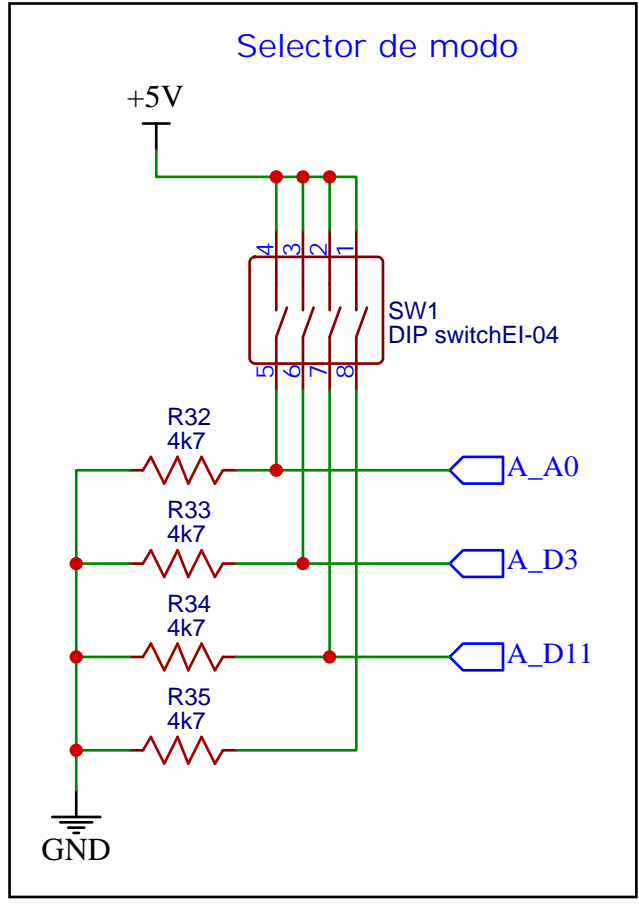 Selector de modo
+5V
4 3 2 1
SW1
DIP switchEI-04
5 6 7 8
R32
4k7
A_A0
R33
4k7
A_D3
R34
4k7
A_D11
R35
4k7
GND